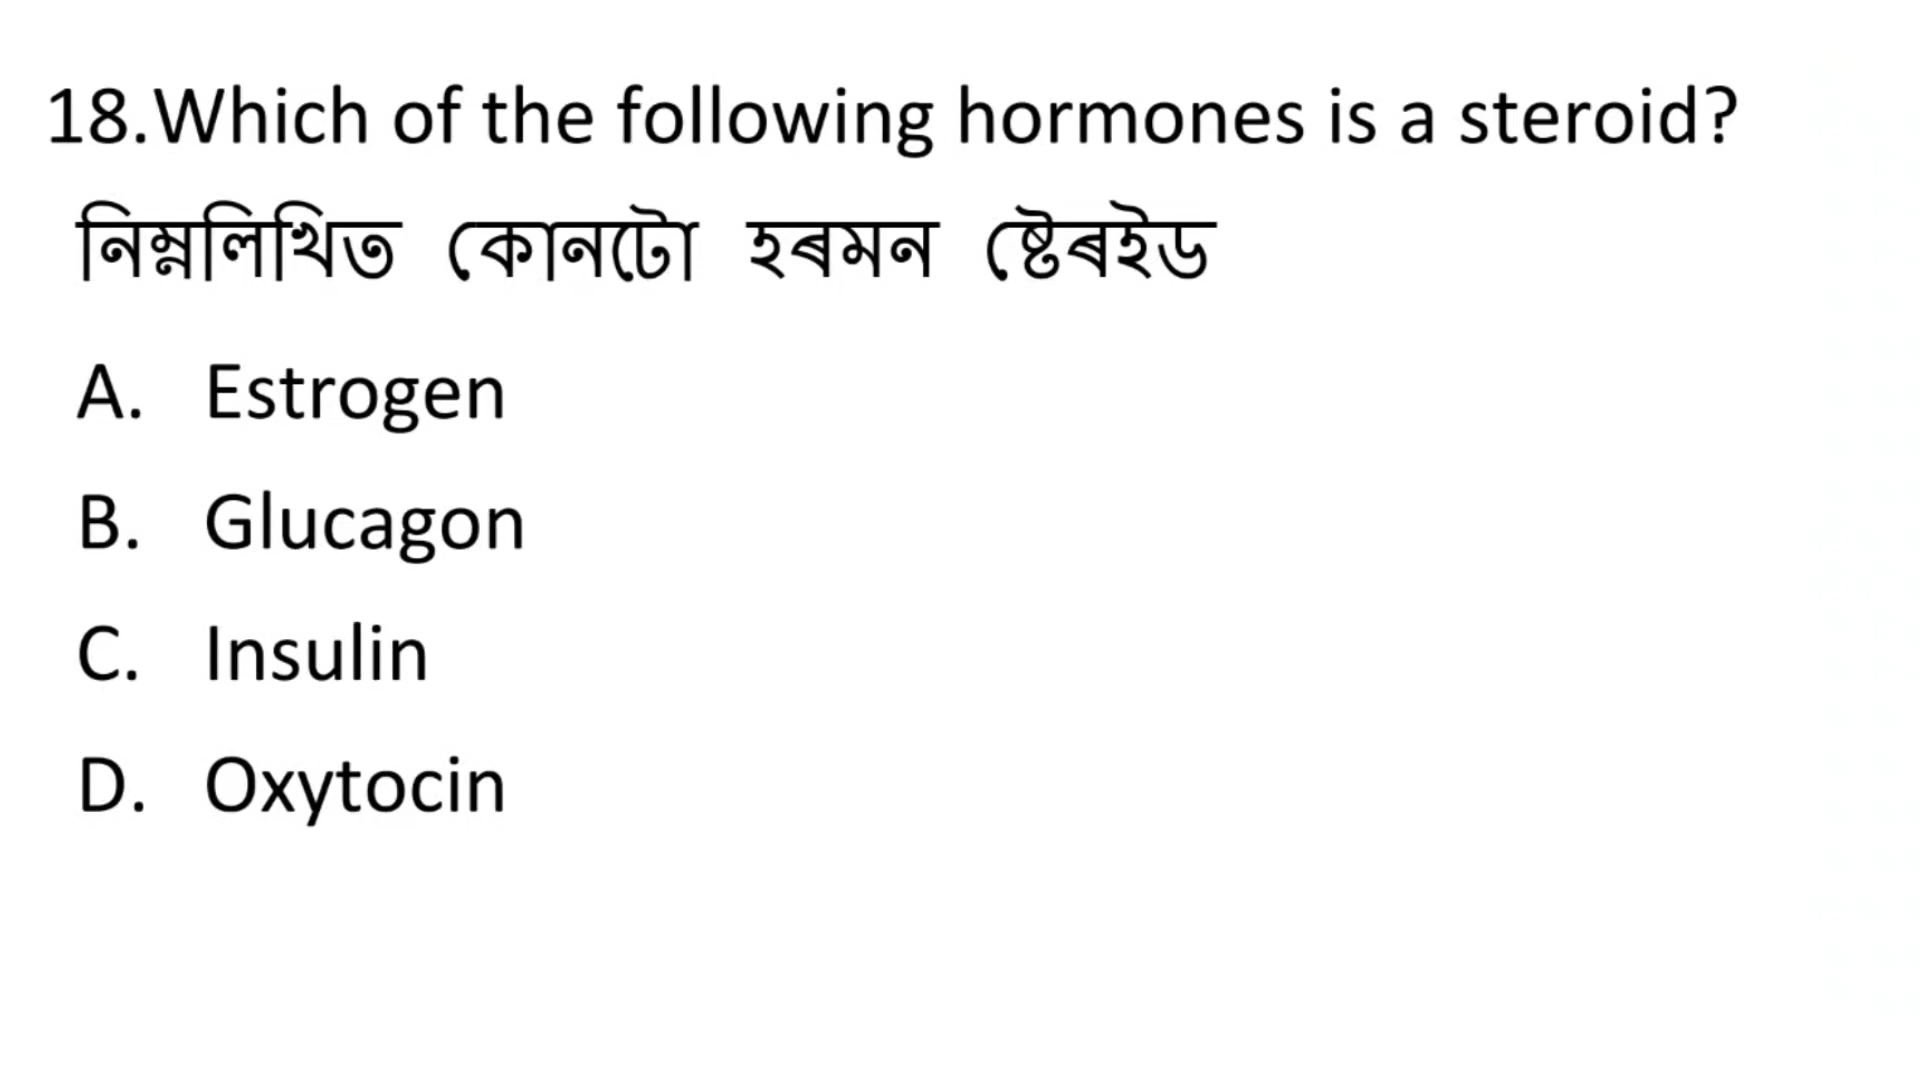 18.Which of the following hormones is a steroid?
নিম্নলিখিত কোনটো হৰমন ষ্টেৰইড
A. Estrogen
B. Glucagon
C. Insulin
D. Oxytocin